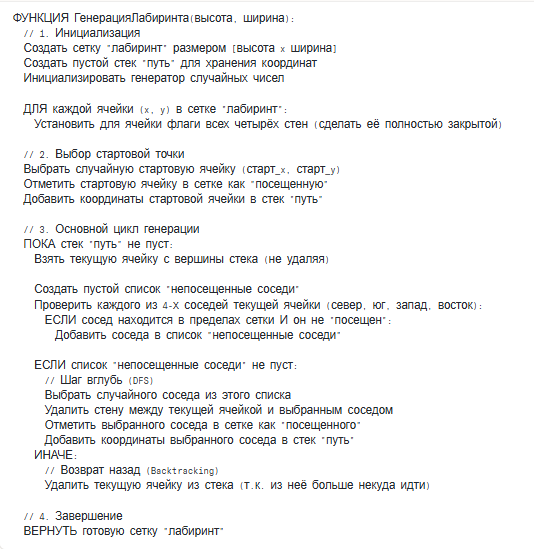 ФУНКЦИЯ ГенерацияЛабиринта(высота, ширина):
// 1. Инициализация
Создать сетку "лабиринт" размером [высота x ширина]
Создать пустой стек "путь" для хранения координат
Инициализировать генератор случайных чисел
ДЛЯ каждой ячейки (x, y) в сетке "лабиринт":
Установить для ячейки флаги всех четырёх стен (сделать её полностью закрытой)
// 2. Выбор стартовой точки
Выбрать случайную стартовую ячейку (старт_x, старт_y)
Отметить стартовую ячейку в сетке как "посещенную"
Добавить координаты стартовой ячейки в стек "путь"
// 3. Основной цикл генерации
ПОКА стек "путь" не пуст:
Взять текущую ячейку с вершины стека (не удаляя)
Создать пустой список "непосещенные соседи"
Проверить каждого из 4-х соседей текущей ячейки (север, юг, запад, восток):
ЕСЛИ сосед находится в пределах сетки И он не "посещен":
Добавить соседа в список "непосещенные соседи"
ЕСЛИ список "непосещенные соседи" не пуст:
// Шаг вглубь (DFS)
Выбрать случайного соседа из этого списка
Удалить стену между текущей ячейкой и выбранным соседом
Отметить выбранного соседа в сетке как "посещенного"
Добавить координаты выбранного соседа в стек "путь"
ИНАЧЕ:
// Возврат назад (Backtracking)
Удалить текущую ячейку из стека (т.к. из неё больше некуда идти)
// 4. Завершение
ВЕРНУТЬ готовую сетку "лабиринт"